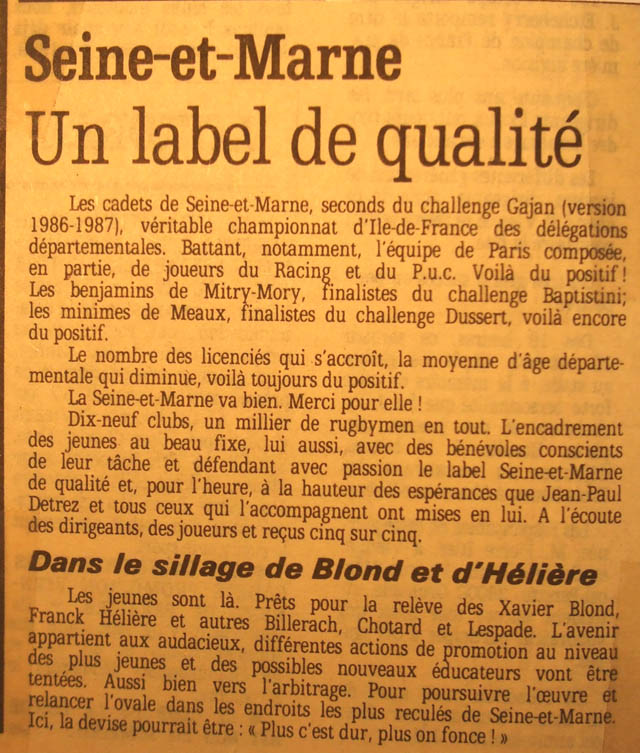 Seine-et-Marne
Un label de qualité
Les cadets de Seine-et-Marne, seconds du challenge Gajan (version
1986-1987), véritable championnat d'Ile-de-France des délégations
départementales. Battant, notamment, l'équipe de Paris composée,
en partie, de joueurs du Racing et du P.u.c. Voilà du positif !
Les benjamins de Mitry-Mory, finalistes du challenge Baptistini;
les minimes de Meaux, finalistes du challenge Dussert, voilà encore
du positif.
Le nombre des licenciés qui s'accroît, la moyenne d'âge départe-
mentale qui diminue, voilà toujours du positif.
La Seine-et-Marne va bien. Merci pour elle !
Dix-neuf clubs, un millier de rugbymen en tout. L'encadrement
des jeunes au beau fixe, lui aussi, avec des bénévoles conscients
de leur tâche et défendant avec passion le label Seine-et-Marne
de qualité et, pour l'heure, à la hauteur des espérances que Jean-Paul
Detrez et tous ceux qui l'accompagnent ont mises en lui. A l'écoute
des dirigeants, des joueurs et reçus cinq sur cinq.
Dans le sillage de Blond et d'Hélière
Les jeunes sont là. Prêts pour la relève des Xavier Blond,
Franck Hélière et autres Billerach, Chotard et Lespade. L'avenir
appartient aux audacieux, différentes actions de promotion au niveau
des plus jeunes et des possibles nouveaux éducateurs vont être
tentées. Aussi bien vers l'arbitrage. Pour poursuivre l'œuvre et
relancer l'ovale dans les endroits les plus reculés de Seine-et-Marne.
Ici, la devise pourrait être : « Plus c'est dur, plus on fonce ! »